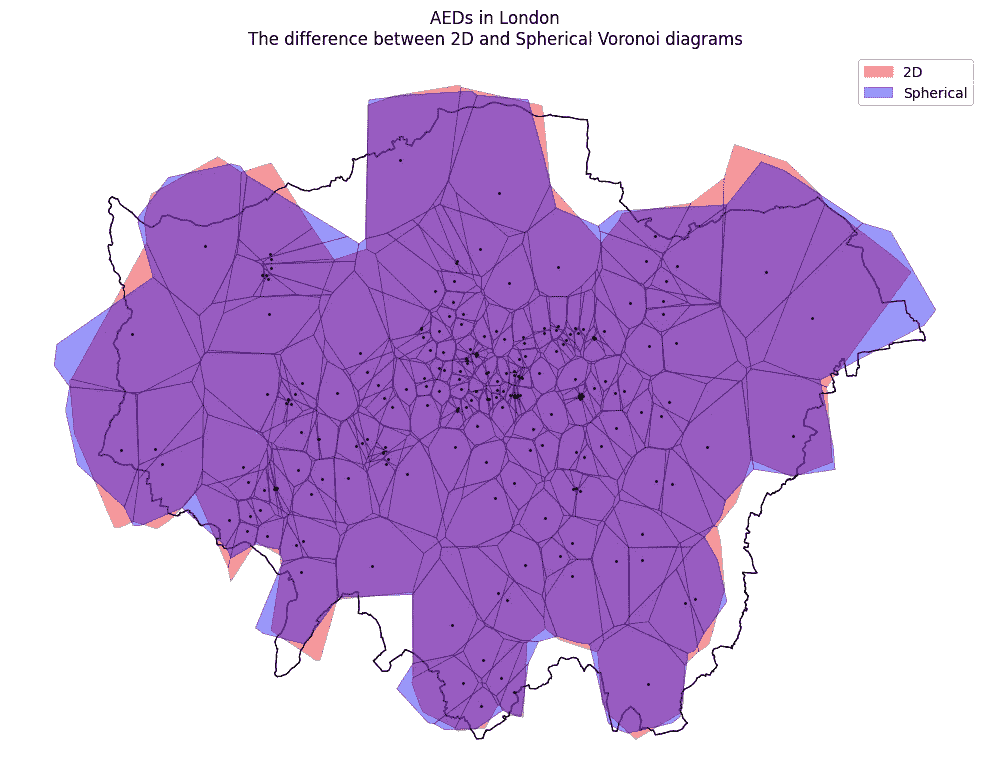 AEDs in London
The difference between 2D and Spherical Voronoi diagrams
2D
Spherical